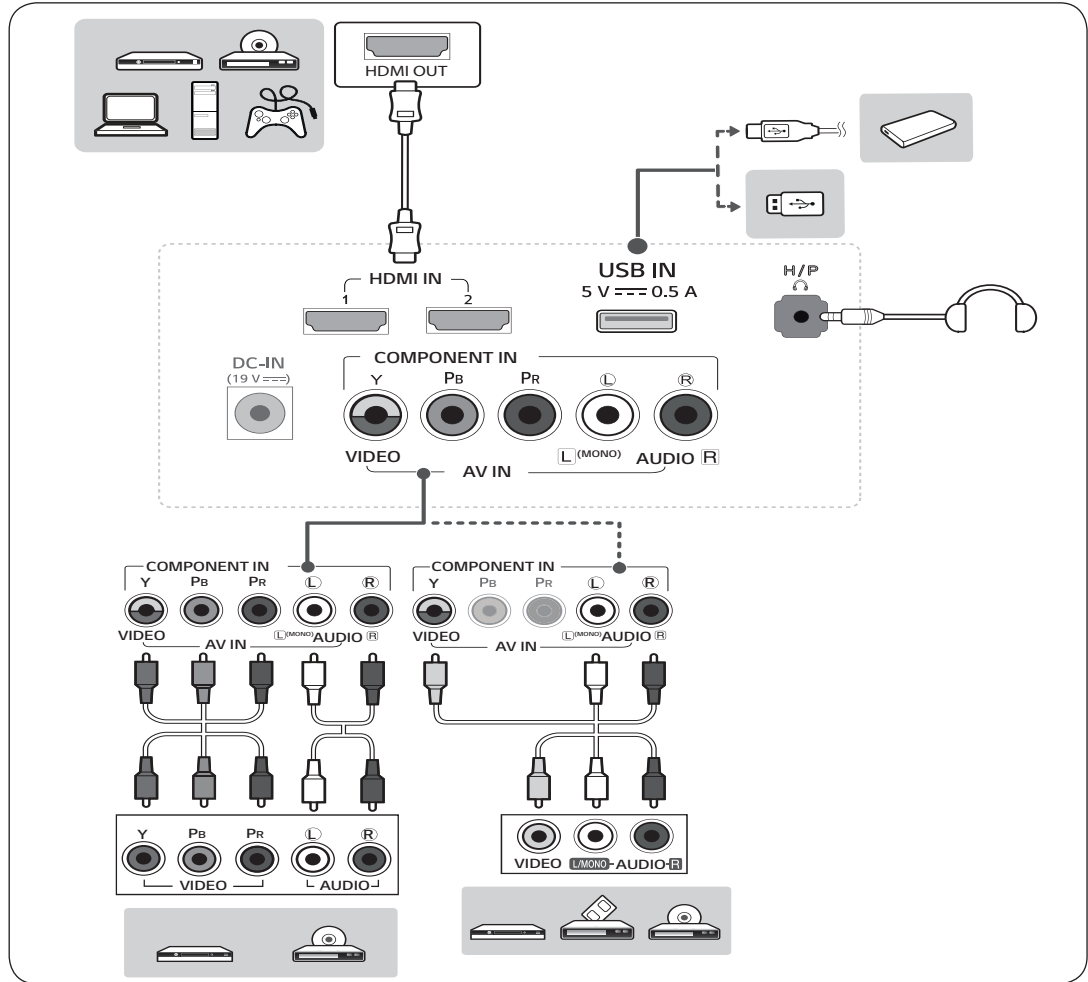 HDMI OUT
HDMI IN
1 2
USB IN
5 V 0.5 A
H/P
DC-IN
(19 V)
COMPONENT IN
Y PB PR L R
VIDEO L (MONO) AUDIO R
AV IN
COMPONENT IN
Y PB PR L R
VIDEO L (MONO) AUDIO R
AV IN
COMPONENT IN
Y PB PR L R
VIDEO L (MONO) AUDIO R
AV IN
Y PB PR L R
VIDEO AUDIO
VIDEO L/MONO AUDIO R